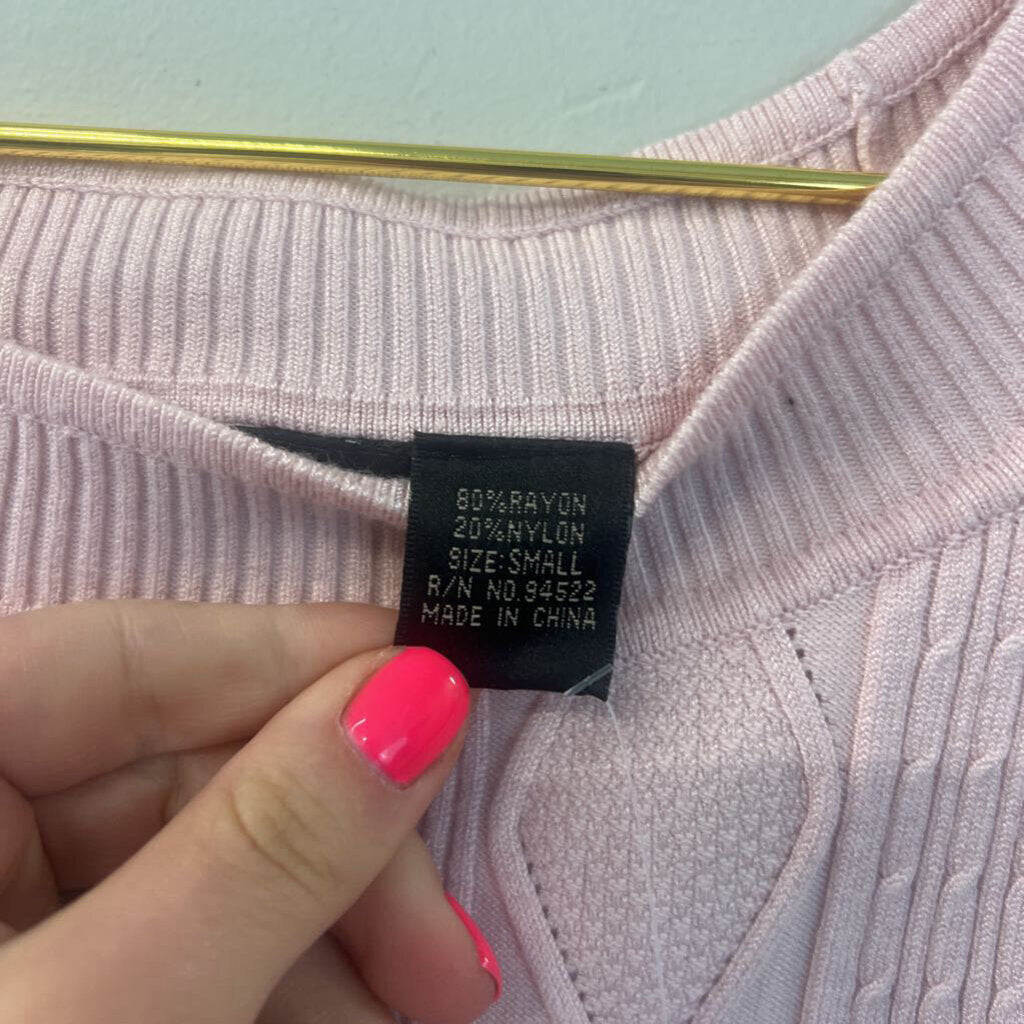 80%RAYON
20%NYLON
SIZE:SMALL
R/N NO.94522
MADE IN CHINA